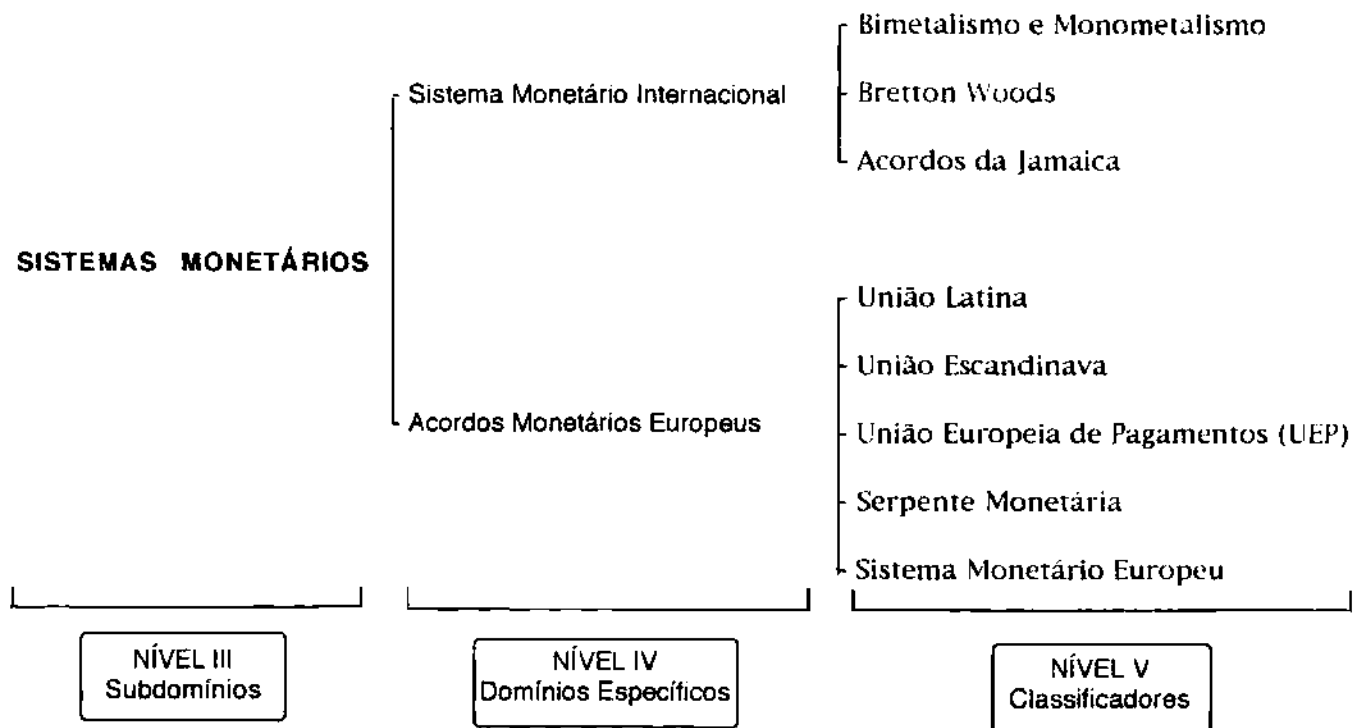 Bimetalismo e Monometalismo
Sistema Monetário Internacional
Bretton Woods
Acordos da Jamaica
SISTEMAS MONETÁRIOS
União Latina
União Escandinava
Acordos Monetários Europeus
União Europeia de Pagamentos (UEP)
Serpente Monetária
Sistema Monetário Europeu
NÍVEL III
Subdomínios
NÍVEL IV
Domínios Específicos
NÍVEL V
Classificadores